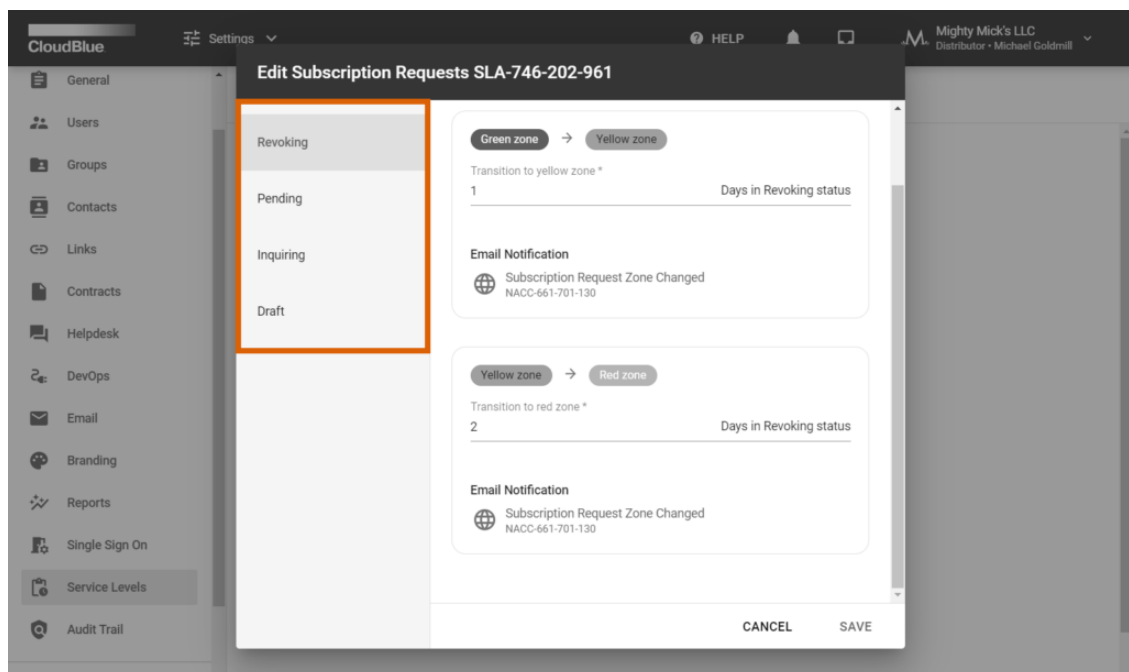 CloudBlue
Settings
HELP
Mighty Mick's LLC
Distributor • Michael Goldmill
General
Users
Groups
Contacts
Links
Contracts
Helpdesk
DevOps
Email
Branding
Reports
Single Sign On
Service Levels
Audit Trail
Edit Subscription Requests SLA-746-202-961
Revoking
Pending
Inquiring
Draft
Green zone → Yellow zone
Transition to yellow zone *
1 Days in Revoking status
Email Notification
Subscription Request Zone Changed
NACC-661-701-130
Yellow zone → Red zone
Transition to red zone *
2 Days in Revoking status
Email Notification
Subscription Request Zone Changed
NACC-661-701-130
CANCEL SAVE